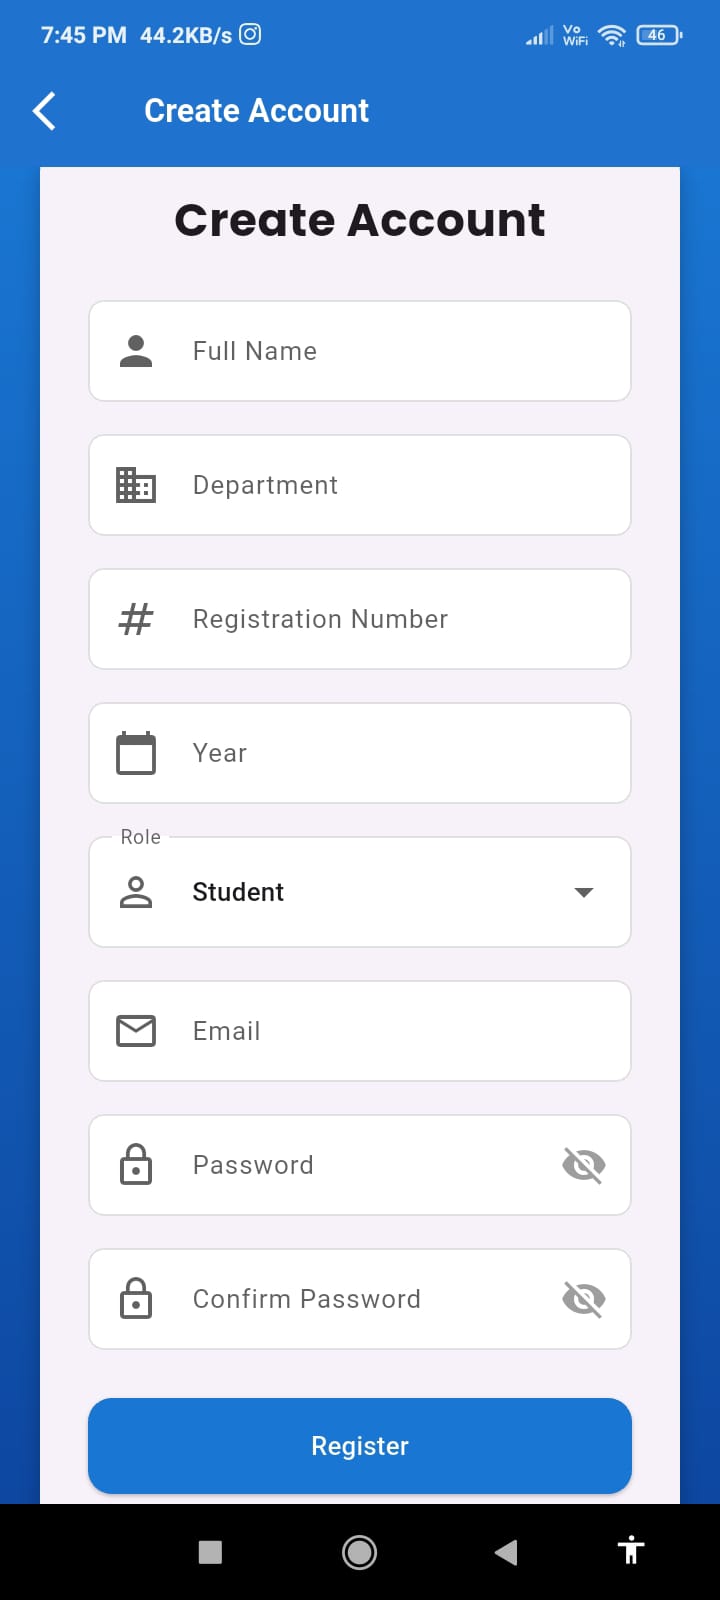 7:45 PM 44.2KB/s
Vo WiFi
46
Create Account
Create Account
Full Name
Department
Registration Number
Year
Role
Student
Email
Password
Confirm Password
Register